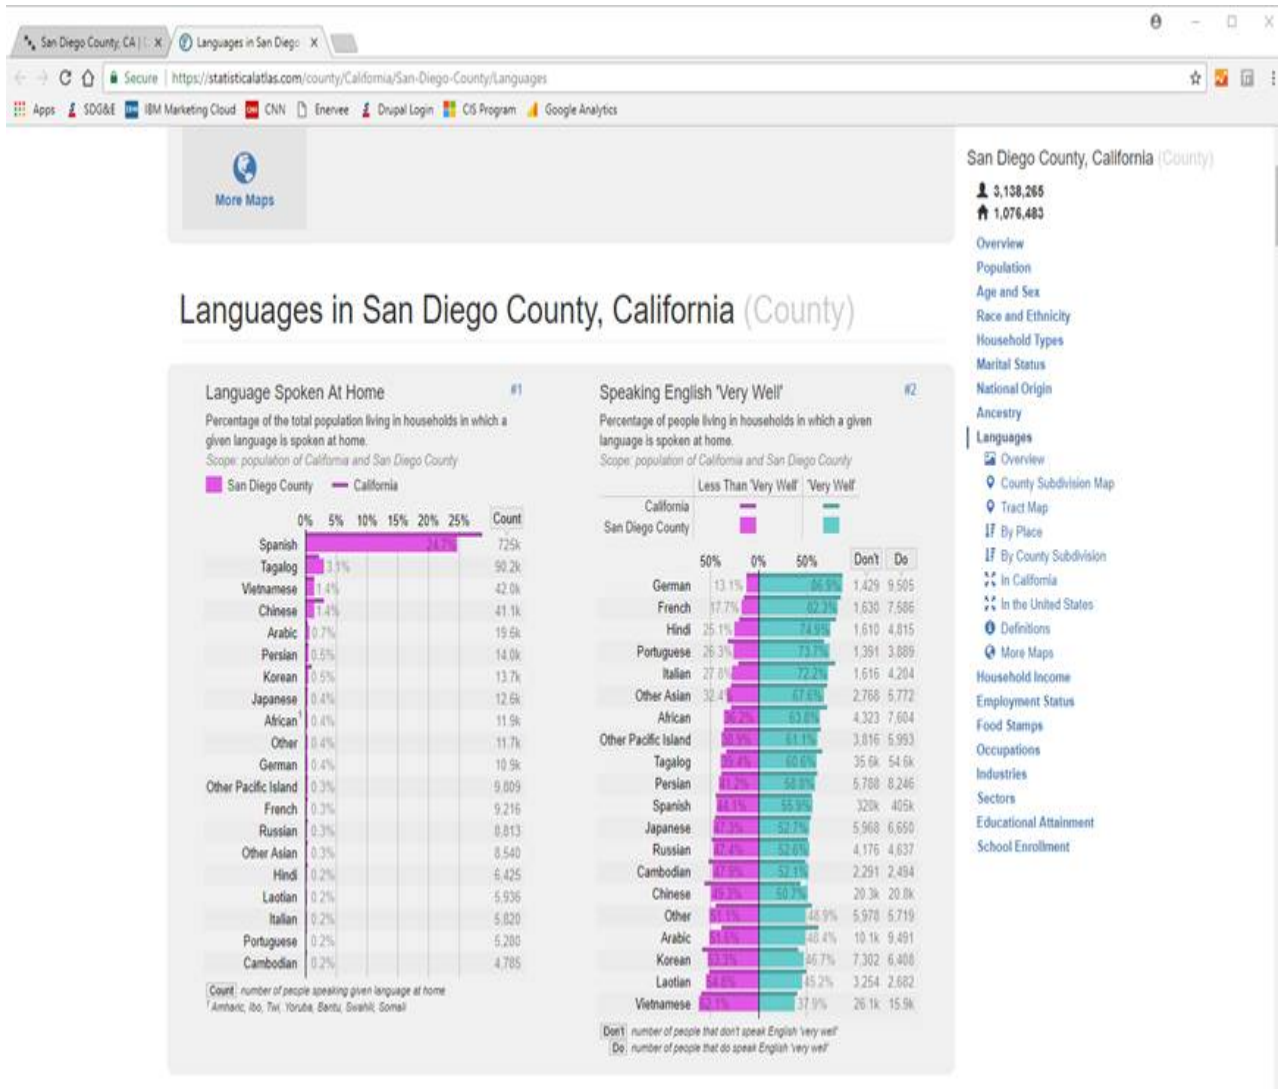 San Diego County, CA |
Languages in San Diego
Secure | https://statisticalatlas.com/county/California/San-Diego-County/Languages
Apps SDG&E IBM Marketing Cloud CNN Enervee Drupal Login CIS Program Google Analytics
More Maps
Languages in San Diego County, California (County)
Language Spoken At Home #1
Percentage of the total population living in households in which a
given language is spoken at home.
Scope: population of California and San Diego County
San Diego County California
0% 5% 10% 15% 20% 25% Count
Spanish 24.7% 725k
Tagalog 3.1% 90.2k
Vietnamese 1.4% 42.0k
Chinese 1.4% 41.1k
Arabic 0.7% 19.6k
Persian 0.5% 14.0k
Korean 0.5% 13.7k
Japanese 0.4% 12.6k
African¹ 0.4% 11.9k
Other 0.4% 11.7k
German 0.4% 10.9k
Other Pacific Island 0.3% 9,809
French 0.3% 9,216
Russian 0.3% 8,813
Other Asian 0.3% 8,540
Hindi 0.2% 6,425
Laotian 0.2% 5,936
Italian 0.2% 5,820
Portuguese 0.2% 5,280
Cambodian 0.2% 4,785
Count number of people speaking given language at home
¹ Amharic, Ibo, Twi, Yoruba, Bantu, Swahili, Somali
Speaking English 'Very Well' #2
Percentage of people living in households in which a given
language is spoken at home.
Scope: population of California and San Diego County
Less Than 'Very Well' 'Very Well'
California
San Diego County
50% 0% 50% Don't Do
German 13.1% 86.9% 1,429 9,505
French 17.7% 82.3% 1,630 7,586
Hindi 25.1% 74.9% 1,610 4,815
Portuguese 26.3% 73.7% 1,391 3,889
Italian 27.8% 72.2% 1,616 4,204
Other Asian 32.4% 67.6% 2,768 5,772
African 36.2% 63.8% 4,323 7,604
Other Pacific Island 38.9% 61.1% 3,816 5,993
Tagalog 39.4% 60.6% 35.6k 54.6k
Persian 41.2% 58.8% 5,788 8,246
Spanish 44.1% 55.9% 320k 405k
Japanese 47.3% 52.7% 5,968 6,650
Russian 47.4% 52.6% 4,176 4,637
Cambodian 47.9% 52.1% 2,291 2,494
Chinese 49.3% 50.7% 20.3k 20.8k
Other 51.1% 48.9% 5,978 5,719
Arabic 51.6% 48.4% 10.1k 9,491
Korean 53.3% 46.7% 7,302 6,408
Laotian 54.8% 45.2% 3,254 2,682
Vietnamese 62.1% 37.9% 26.1k 15.9k
Don't number of people that don't speak English 'very well'
Do number of people that do speak English 'very well'
San Diego County, California (County)
3,138,265
1,076,483
Overview
Population
Age and Sex
Race and Ethnicity
Household Types
Marital Status
National Origin
Ancestry
Languages
Overview
County Subdivision Map
Tract Map
By Place
By County Subdivision
In California
In the United States
Definitions
More Maps
Household Income
Employment Status
Food Stamps
Occupations
Industries
Sectors
Educational Attainment
School Enrollment